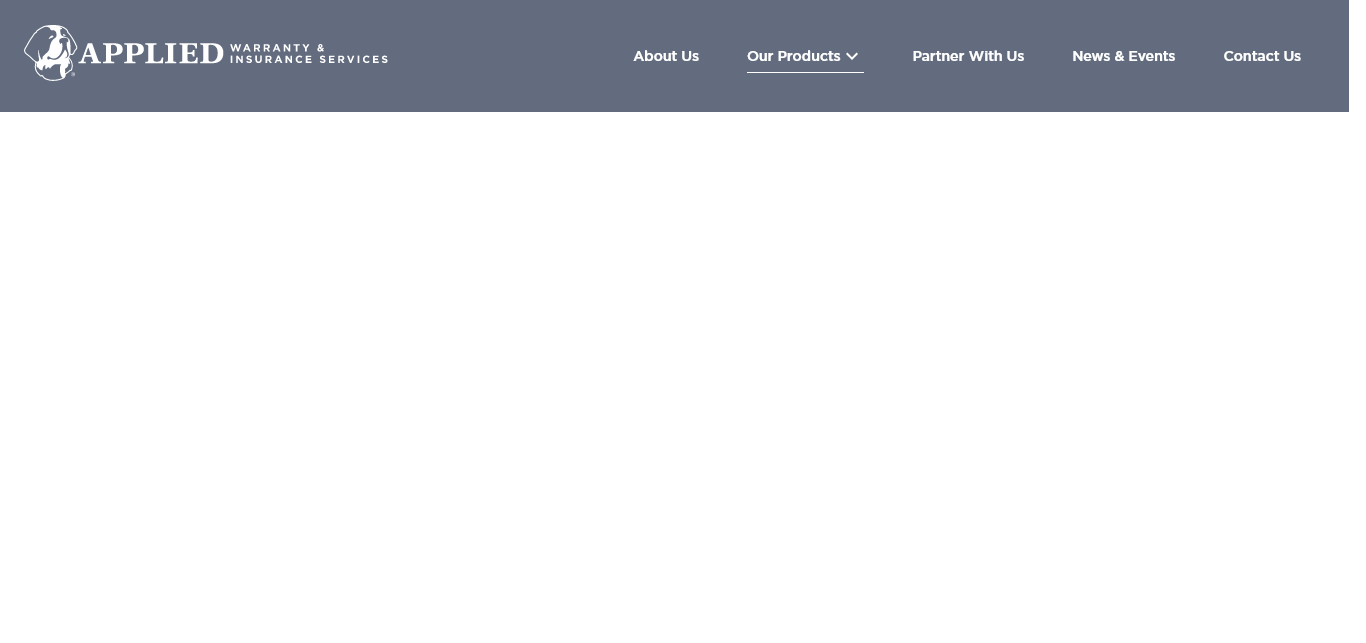 APPLIED WARRANTY &
INSURANCE SERVICES
About Us
Our Products
Partner With Us
News & Events
Contact Us